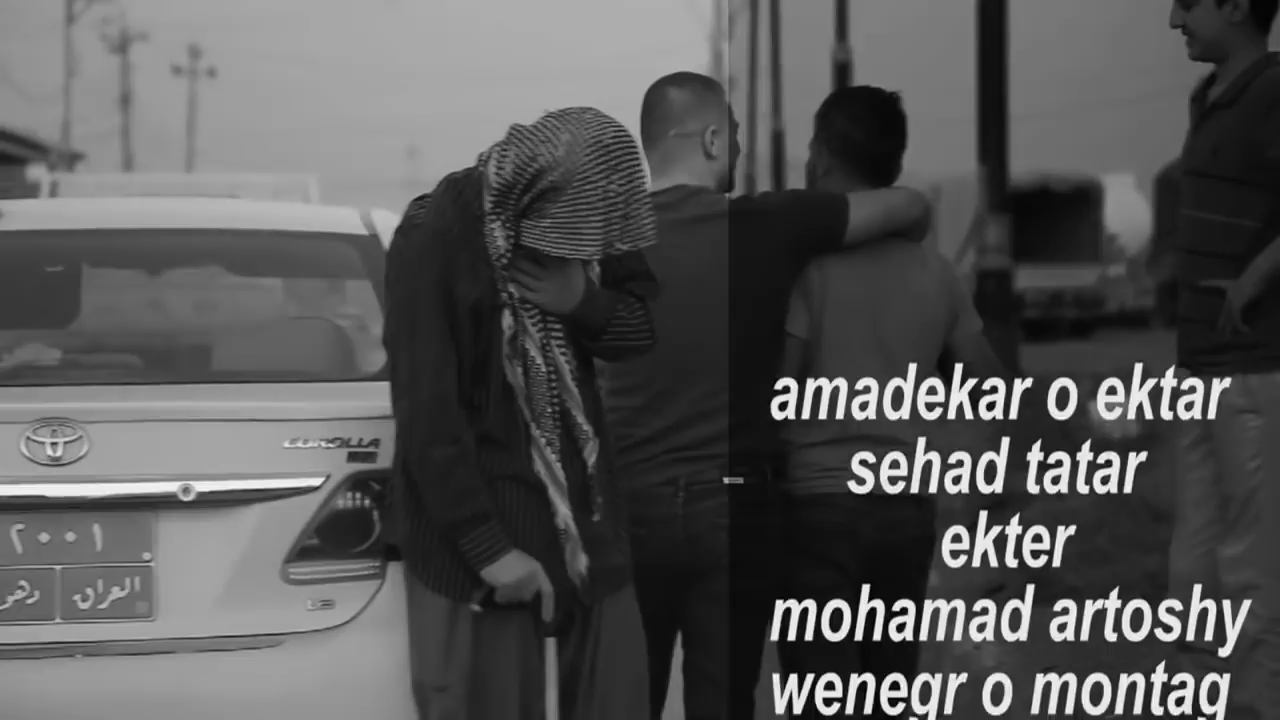 COROLLA
٢٠٠١
العراق
amadekar o ektar
sehad tatar
ekter
mohamad artoshy
wenegr o montag